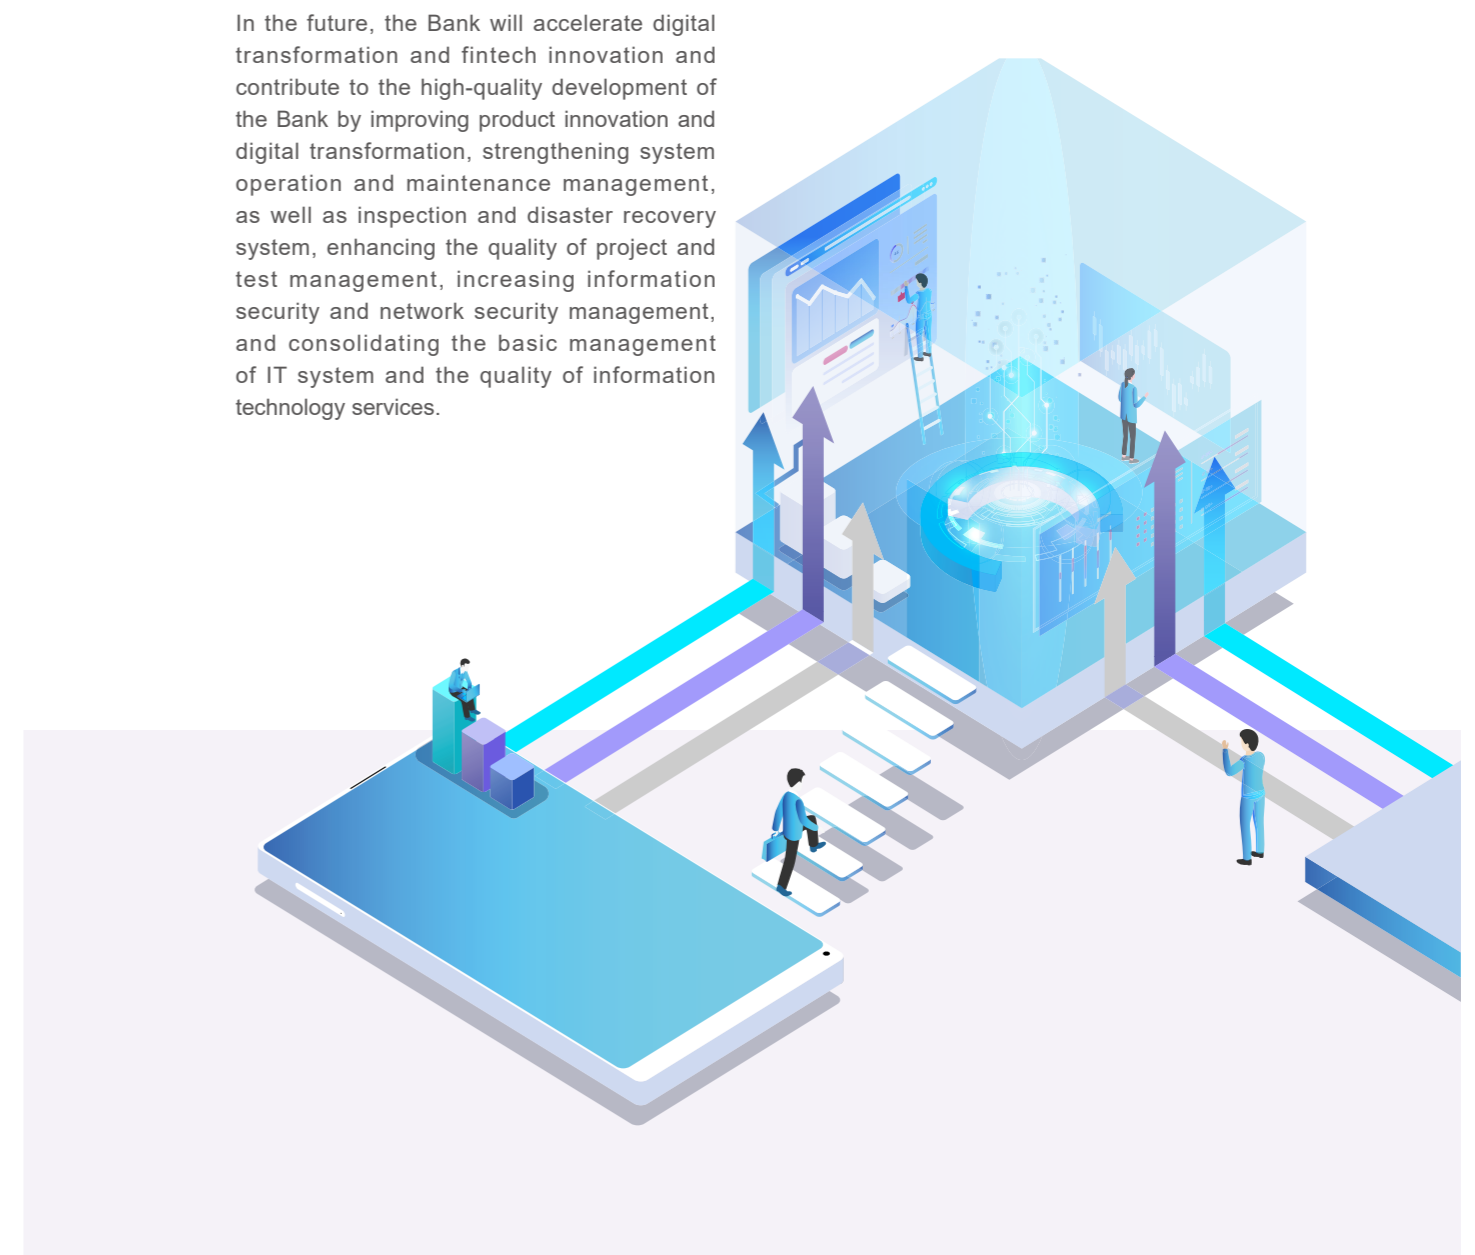 In the future, the Bank will accelerate digital
transformation and fintech innovation and
contribute to the high-quality development of
the Bank by improving product innovation and
digital transformation, strengthening system
operation and maintenance management,
as well as inspection and disaster recovery
system, enhancing the quality of project and
test management, increasing information
security and network security management,
and consolidating the basic management
of IT system and the quality of information
technology services.